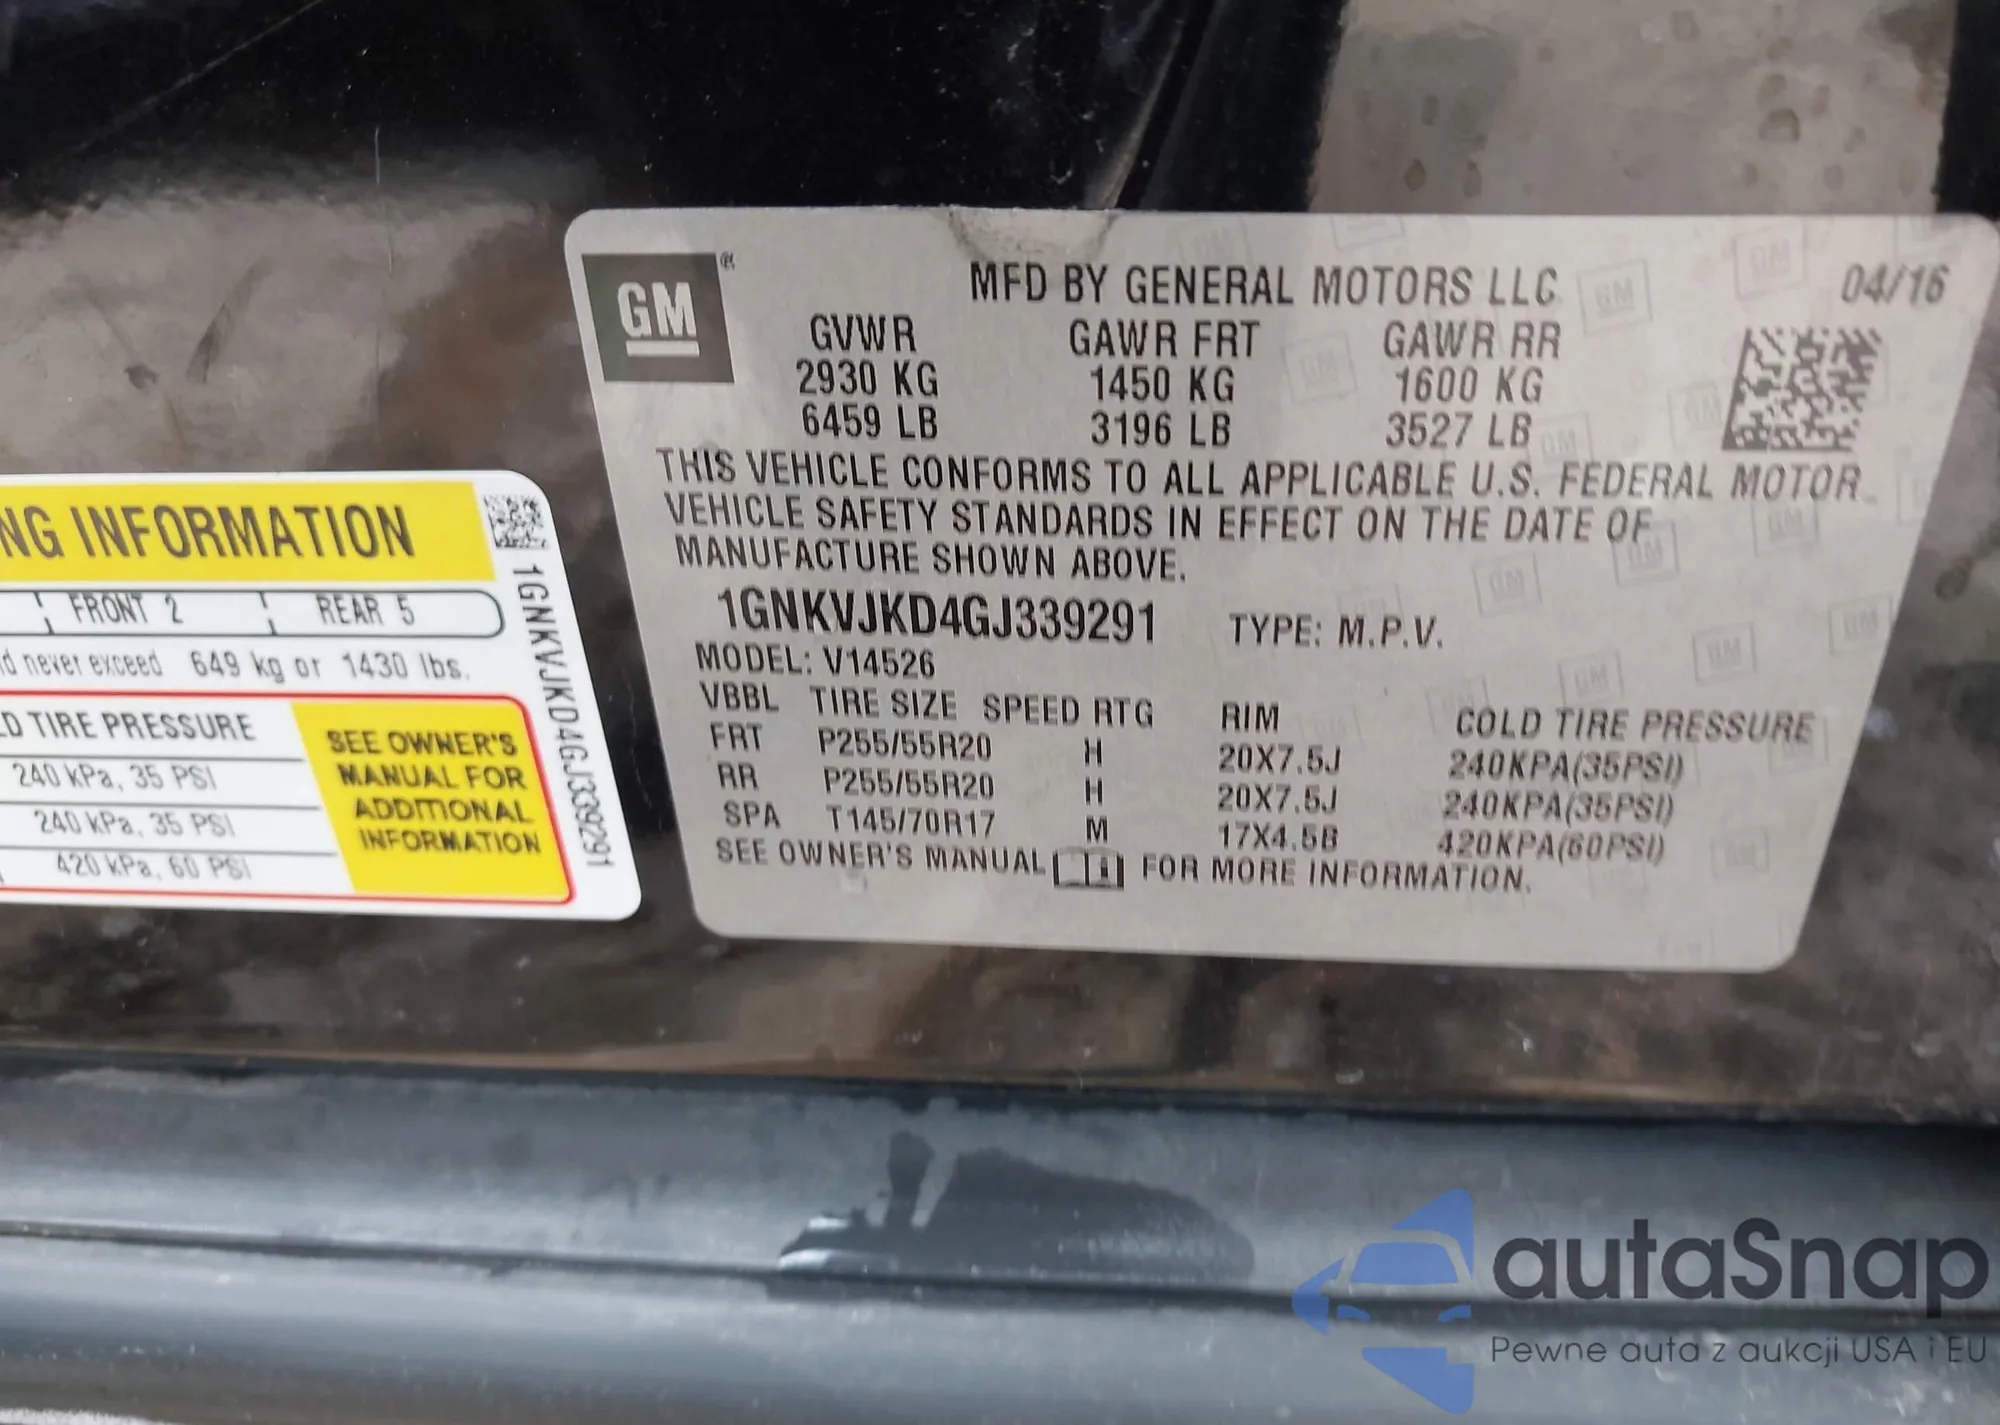 GM
MFD BY GENERAL MOTORS LLC 04/16
GVWR GAWR FRT GAWR RR
2930 KG 1450 KG 1600 KG
6459 LB 3196 LB 3527 LB
THIS VEHICLE CONFORMS TO ALL APPLICABLE U.S. FEDERAL MOTOR
VEHICLE SAFETY STANDARDS IN EFFECT ON THE DATE OF
MANUFACTURE SHOWN ABOVE.
1GNKVJKD4GJ339291 TYPE: M.P.V.
MODEL: V14526
VBBL TIRE SIZE SPEED RTG RIM COLD TIRE PRESSURE
FRT P255/55R20 H 20X7.5J 240KPA(35PSI)
RR P255/55R20 H 20X7.5J 240KPA(35PSI)
SPA T145/70R17 M 17X4.5B 420KPA(60PSI)
SEE OWNER'S MANUAL FOR MORE INFORMATION.
NG INFORMATION
FRONT 2 REAR 5
d never exceed 649 kg or 1430 lbs.
LD TIRE PRESSURE
240 kPa, 35 PSI
240 kPa, 35 PSI
420 kPa, 60 PSI
SEE OWNER'S
MANUAL FOR
ADDITIONAL
INFORMATION
1GNKVJKD4GJ339291
autaSnap
Pewne auta z aukcji USA i EU